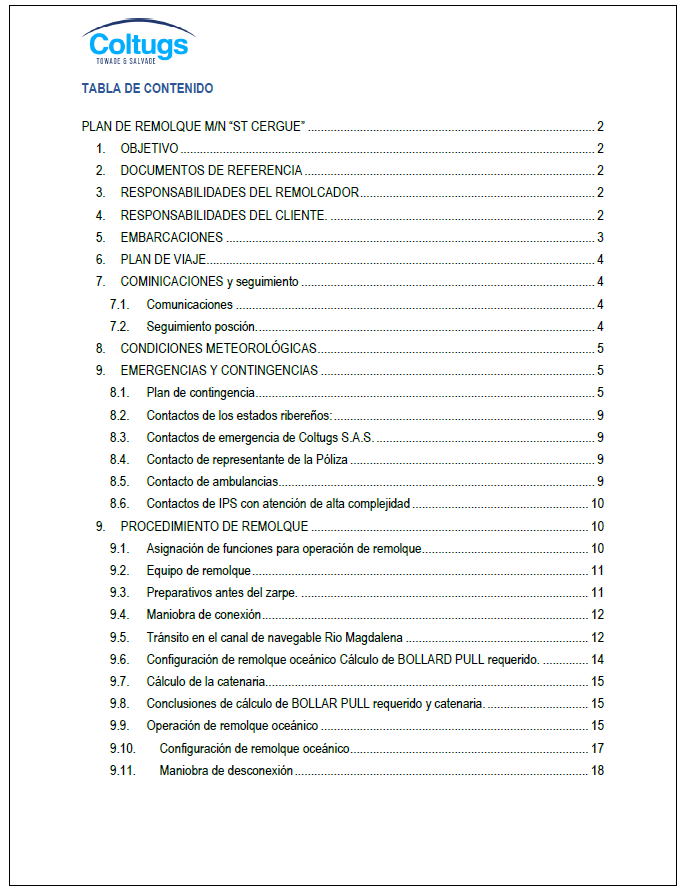 Coltugs
TOWADE & SALVADE
TABLA DE CONTENIDO
PLAN DE REMOLQUE M/N “ST CERGUE” 2
1. OBJETIVO 2
2. DOCUMENTOS DE REFERENCIA 2
3. RESPONSABILIDADES DEL REMOLCADOR 2
4. RESPONSABILIDADES DEL CLIENTE. 2
5. EMBARCACIONES 3
6. PLAN DE VIAJE 4
7. COMINICACIONES y seguimiento 4
7.1. Comunicaciones 4
7.2. Seguimiento posción. 4
8. CONDICIONES METEOROLÓGICAS 5
9. EMERGENCIAS Y CONTINGENCIAS 5
8.1. Plan de contingencia 5
8.2. Contactos de los estados ribereños: 9
8.3. Contactos de emergencia de Coltugs S.A.S. 9
8.4. Contacto de representante de la Póliza 9
8.5. Contacto de ambulancias 9
8.6. Contactos de IPS con atención de alta complejidad 10
9. PROCEDIMIENTO DE REMOLQUE 10
9.1. Asignación de funciones para operación de remolque 10
9.2. Equipo de remolque 11
9.3. Preparativos antes del zarpe. 11
9.4. Maniobra de conexión 12
9.5. Tránsito en el canal de navegable Rio Magdalena 12
9.6. Configuración de remolque oceánico Cálculo de BOLLARD PULL requerido. 14
9.7. Cálculo de la catenaria 15
9.8. Conclusiones de cálculo de BOLLAR PULL requerido y catenaria. 15
9.9. Operación de remolque oceánico 15
9.10. Configuración de remolque oceánico 17
9.11. Maniobra de desconexión 18